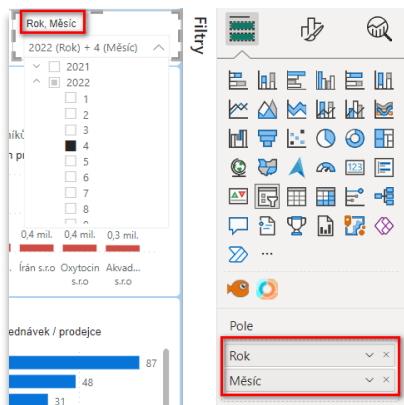 Rok, Měsíc
2022 (Rok) + 4 (Měsíc)
2021
2022
1
2
3
4
5
6
7
8
0,4 mil. 0,4 mil. 0,3 mil.
Írán s.r.o Oxytocin s.r.o Akvad... s.r.o
ednávek / prodejce
87
48
31
Filtry
123
Pole
Rok
Měsíc